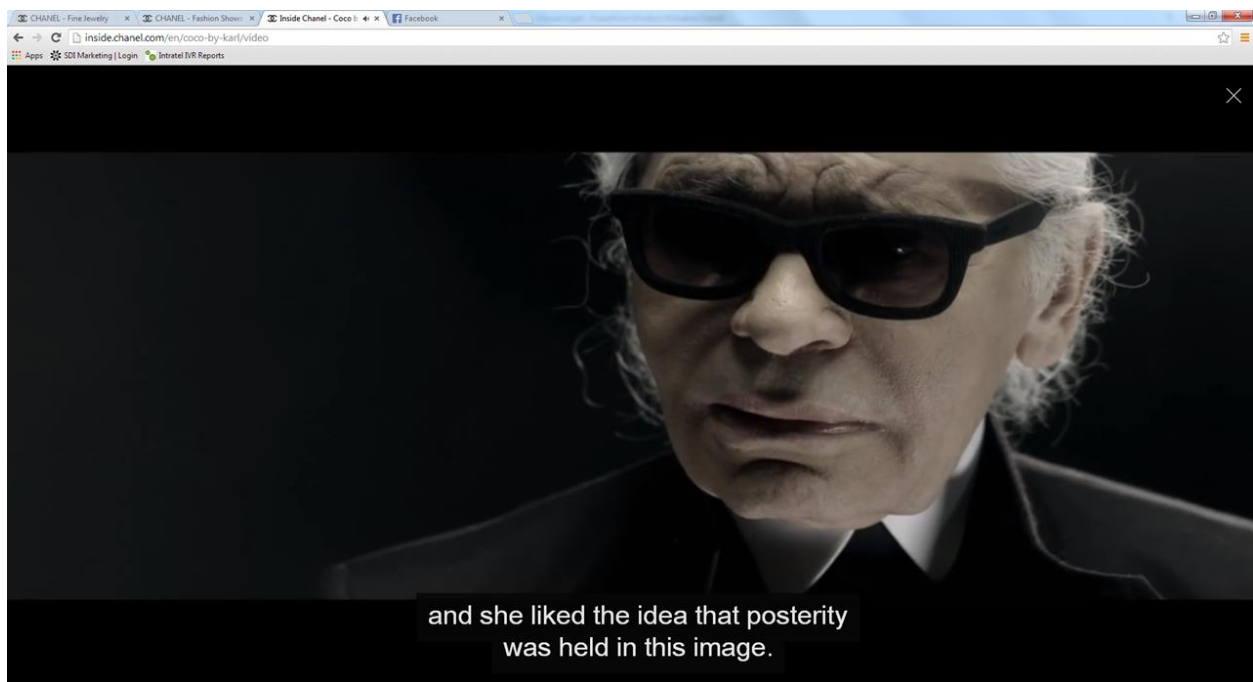 CHANEL - Fine Jewelry
CHANEL - Fashion Shows
Inside Chanel - Coco b
Facebook
inside.chanel.com/en/coco-by-karl/video
Apps
SDI Marketing | Login
Intratel IVR Reports
and she liked the idea that posterity
was held in this image.